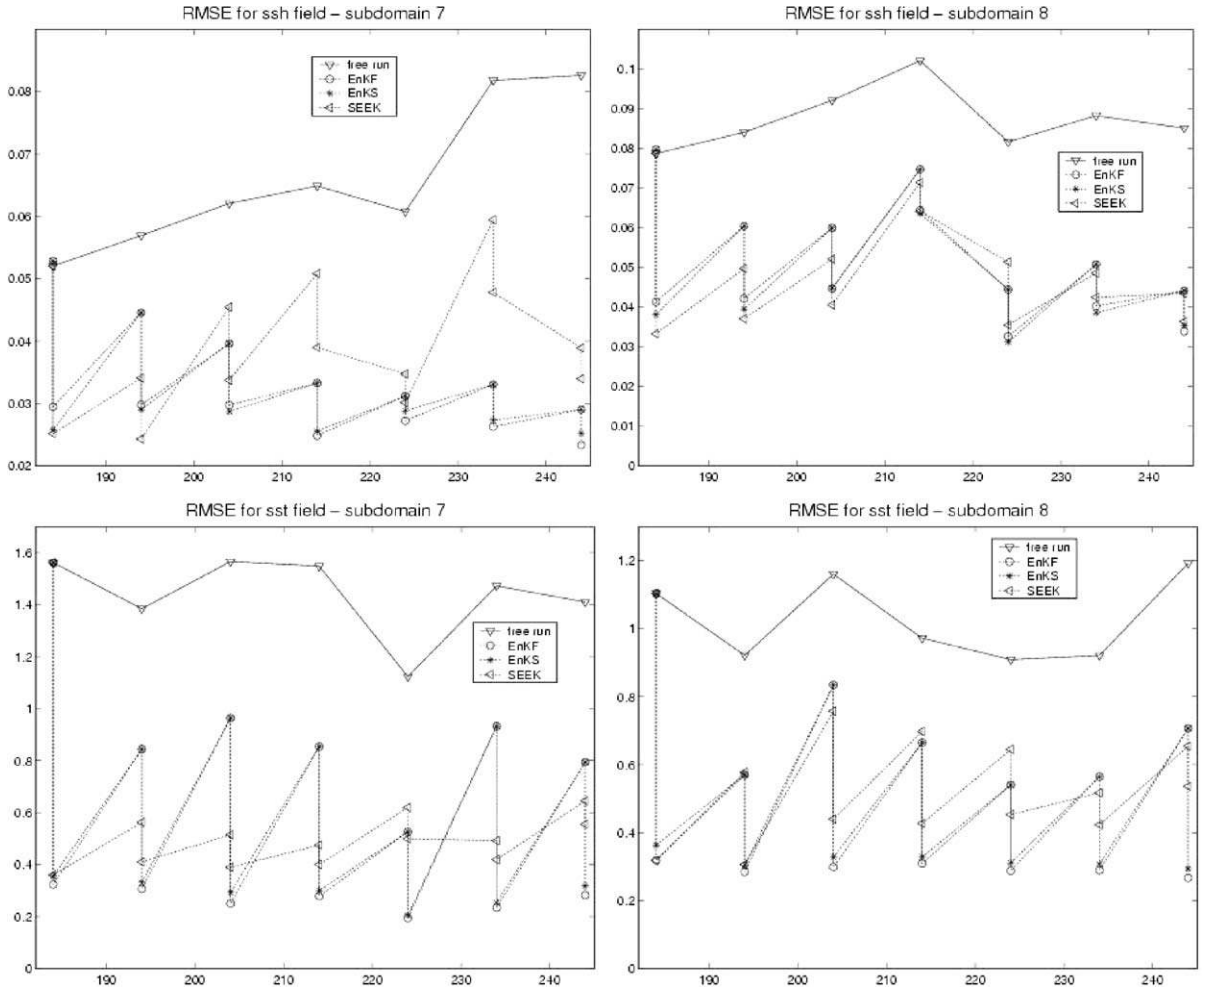 RMSE for ssh field – subdomain 7
0.08
0.07
0.06
0.05
0.04
0.03
0.02
190 200 210 220 230 240
free run
EnKF
EnKS
SEEK
RMSE for ssh field – subdomain 8
0.1
0.09
0.08
0.07
0.06
0.05
0.04
0.03
0.02
0.01
0
190 200 210 220 230 240
free run
EnKF
EnKS
SEEK
RMSE for sst field – subdomain 7
1.6
1.4
1.2
1
0.8
0.6
0.4
0.2
0
190 200 210 220 230 240
free run
EnKF
EnKS
SEEK
RMSE for sst field – subdomain 8
1.2
1
0.8
0.6
0.4
0.2
0
190 200 210 220 230 240
free run
EnKF
EnKS
SEEK